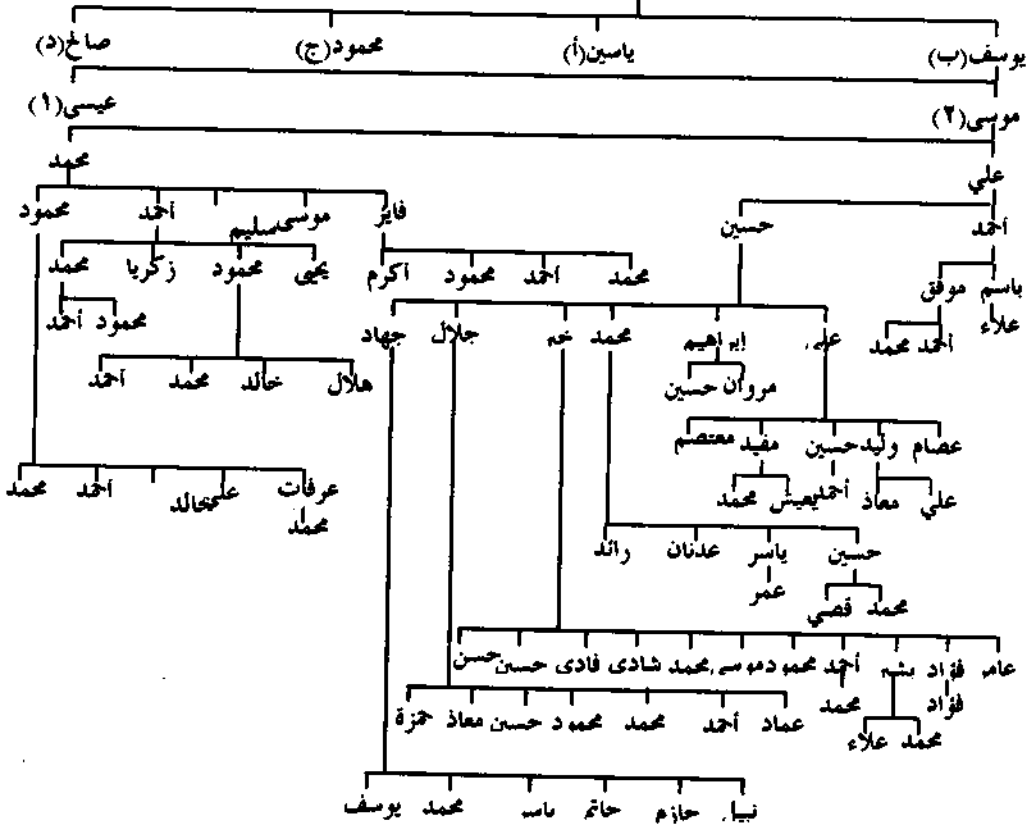 يوسف (ب) ياسين (أ) محمود (ج) صالح (د)
موسى (٢) عيسى (١)
علي محمد
أحمد حسين فايز موسى سليم أحمد محمود
باسم موفق محمد أحمد محمود أكرم يحيى محمود زكريا محمد
علاء أحمد محمد علي إبراهيم محمد جلال جهاد محمود أحمد
مروان حسين هلال خالد محمد أحمد
عصام وليد حسين مفيد معتصم
علي معاذ أحمد يعيش محمد عرفات علي خالد أحمد محمد
محمد
حسين ياسر عدنان رائد
محمد قصي عمر
فؤاد أحمد محمود موسى محمد شادي فادي حسين حسن
فؤاد محمد
محمد علاء
عماد أحمد محمد محمود حسين معاذ حمزة
نبيل حازم حاتم محمد يوسف